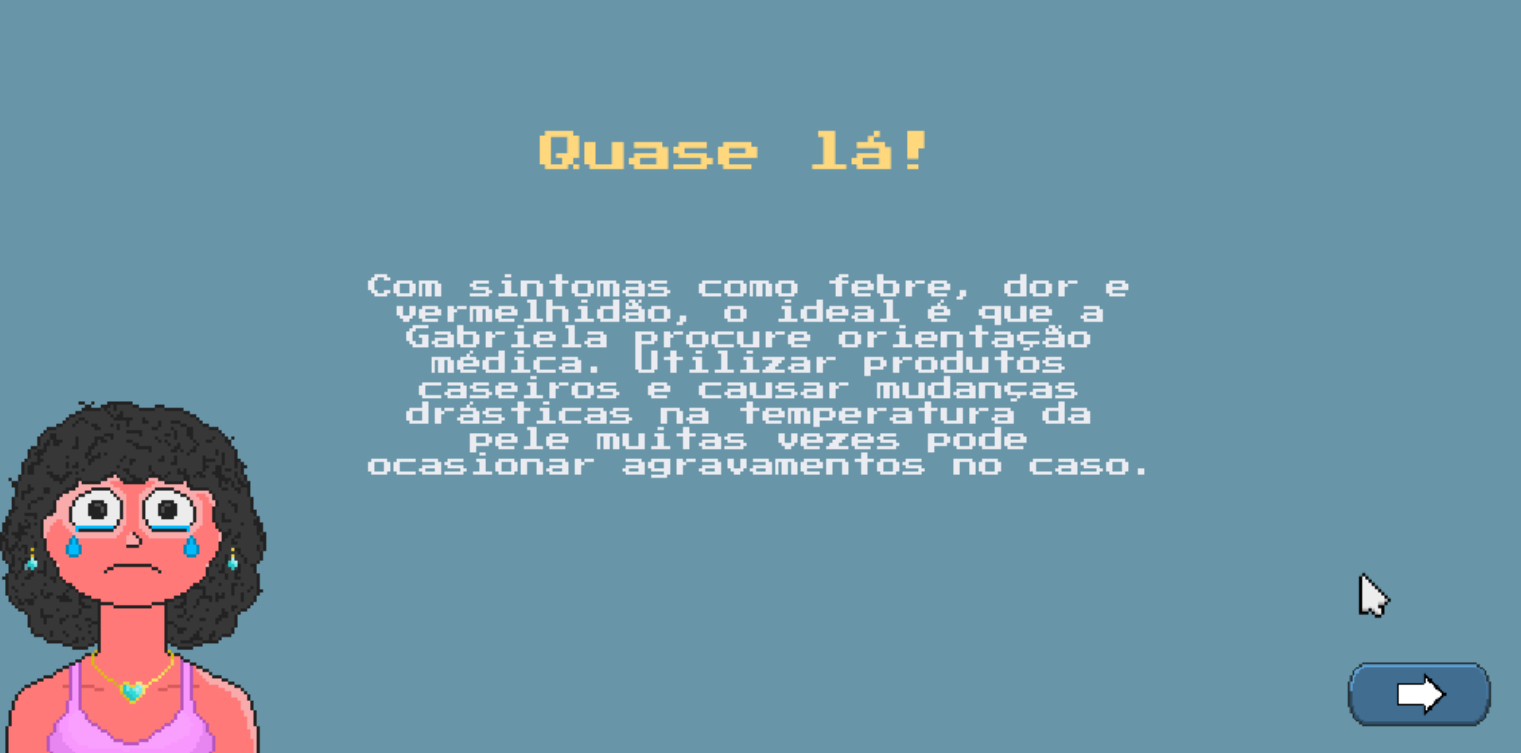 Quase lá!
Com sintomas como febre, dor e
vermelhidão, o ideal é que a
Gabriela procure orientação
médica. Utilizar produtos
caseiros e causar mudanças
drásticas na temperatura da
pele muitas vezes pode
ocasionar agravamentos no caso.